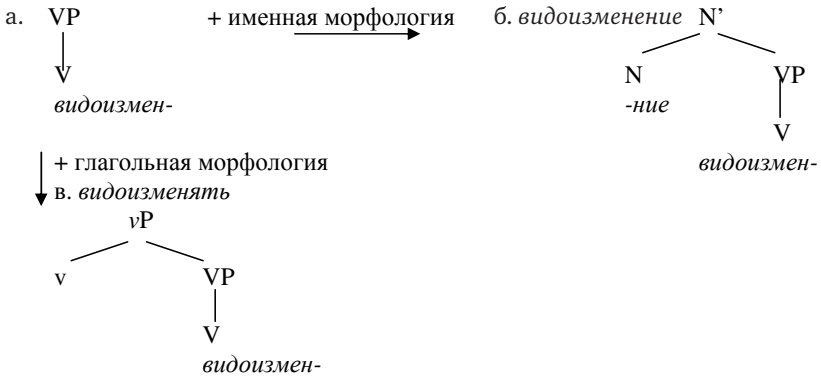 а. VP + именная морфология б. видоизменение N’
V N VP
видоизмен- -ние
V
+ глагольная морфология видоизмен-
в. видоизменять
vP
v VP
V
видоизмен-